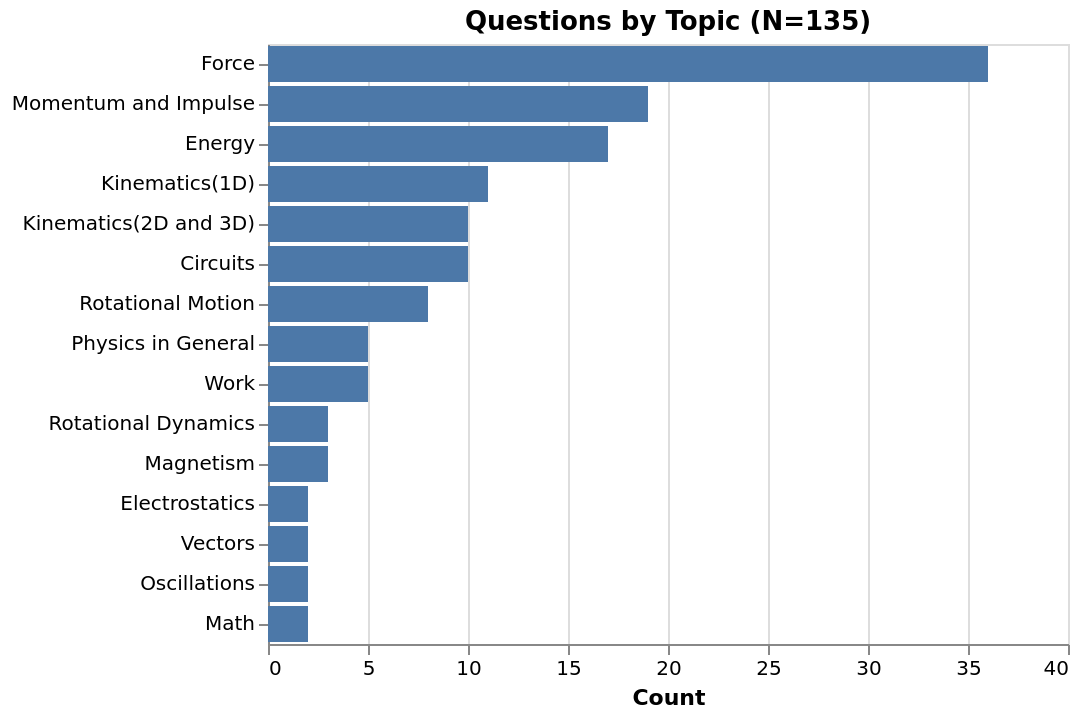 Questions by Topic (N=135)
Force
Momentum and Impulse
Energy
Kinematics(1D)
Kinematics(2D and 3D)
Circuits
Rotational Motion
Physics in General
Work
Rotational Dynamics
Magnetism
Electrostatics
Vectors
Oscillations
Math
0 5 10 15 20 25 30 35 40
Count